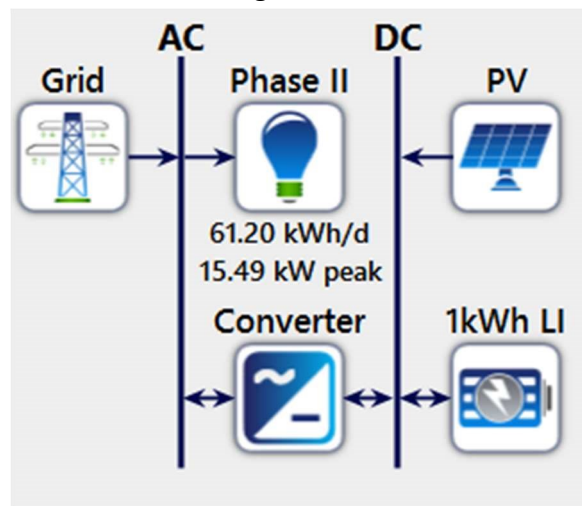 AC DC
Grid Phase II PV
61.20 kWh/d
15.49 kW peak
Converter 1kWh LI